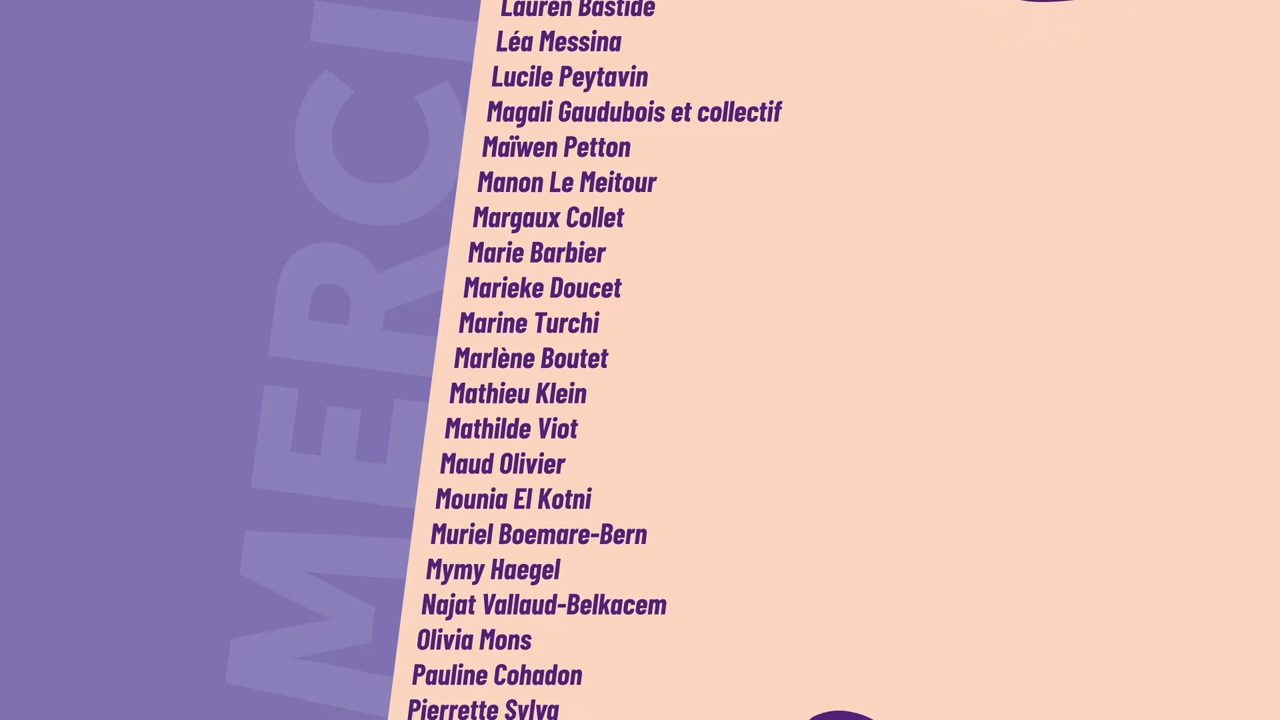 MERCI
Lauren Bastide
Léa Messina
Lucile Peytavin
Magali Gaudubois et collectif
Maïwen Petton
Manon Le Meitour
Margaux Collet
Marie Barbier
Marieke Doucet
Marine Turchi
Marlène Boutet
Mathieu Klein
Mathilde Viot
Maud Olivier
Mounia El Kotni
Muriel Boemare-Bern
Mymy Haegel
Najat Vallaud-Belkacem
Olivia Mons
Pauline Cohadon
Pierrette Sylva